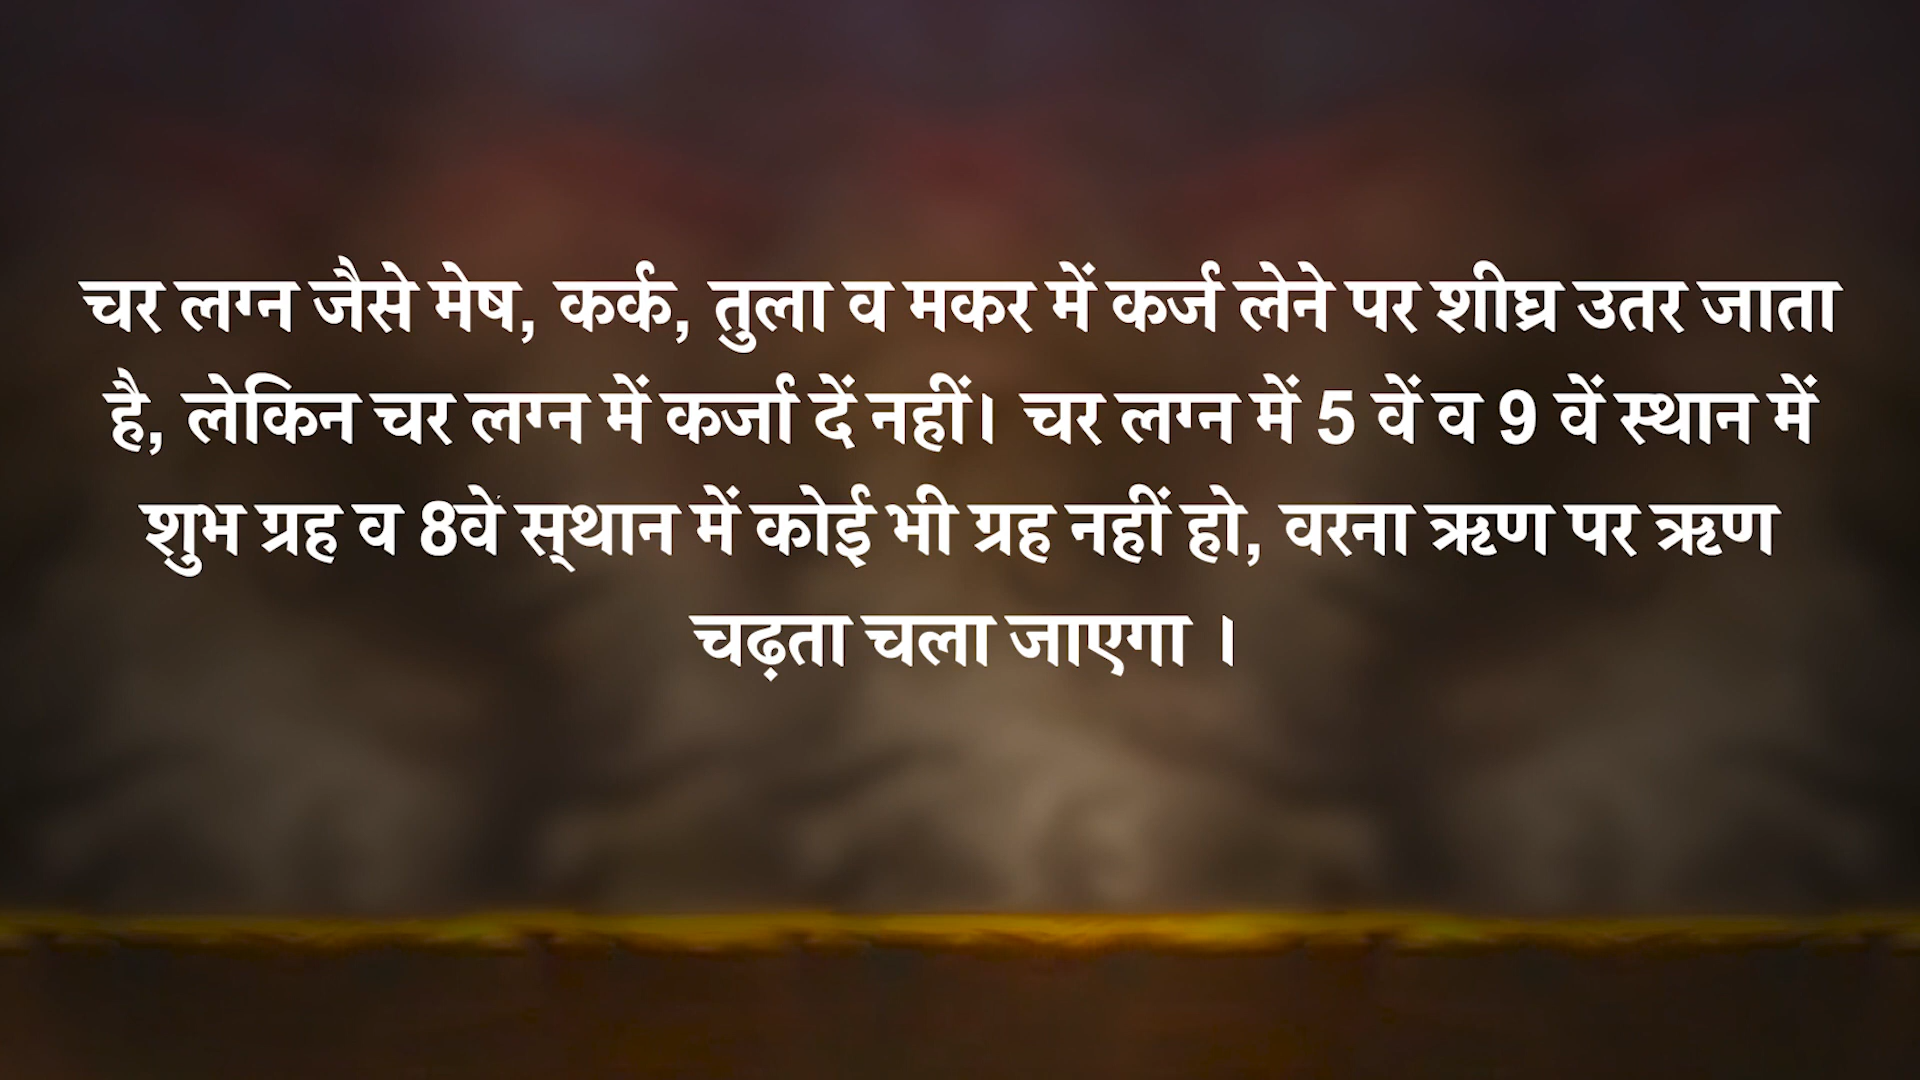 चर लग्न जैसे मेष, कर्क, तुला व मकर में कर्ज लेने पर शीघ्र उतर जाता
है, लेकिन चर लग्न में कर्जा दें नहीं। चर लग्न में 5 वें व 9 वें स्थान में
शुभ ग्रह व 8वें स्‌थान में कोई भी ग्रह नहीं हो, वरना ऋण पर ऋण
चढ़ता चला जाएगा ।